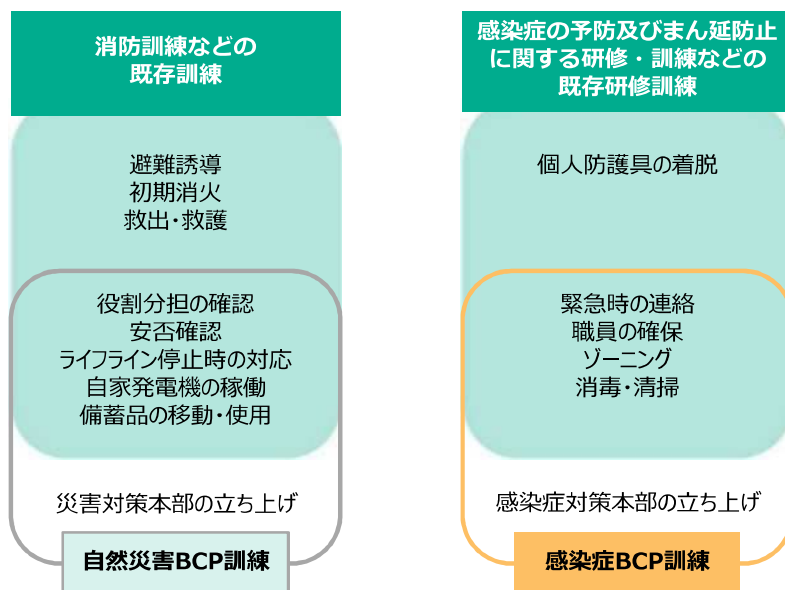 消防訓練などの
既存訓練
避難誘導
初期消火
救出・救護
役割分担の確認
安否確認
ライフライン停止時の対応
自家発電機の稼働
備蓄品の移動・使用
災害対策本部の立ち上げ
自然災害BCP訓練
感染症の予防及びまん延防止
に関する研修・訓練などの
既存研修訓練
個人防護具の着脱
緊急時の連絡
職員の確保
ゾーニング
消毒・清掃
感染症対策本部の立ち上げ
感染症BCP訓練